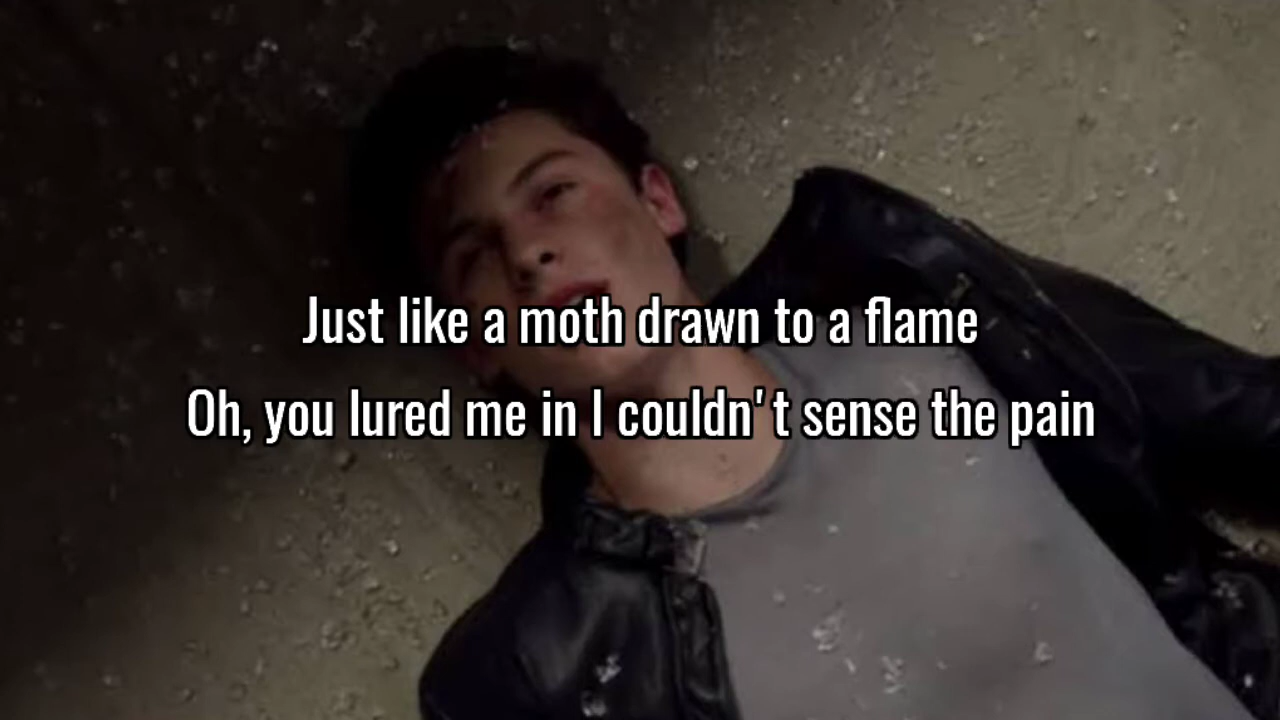 Just like a moth drawn to a flame
Oh, you lured me in I couldn't sense the pain